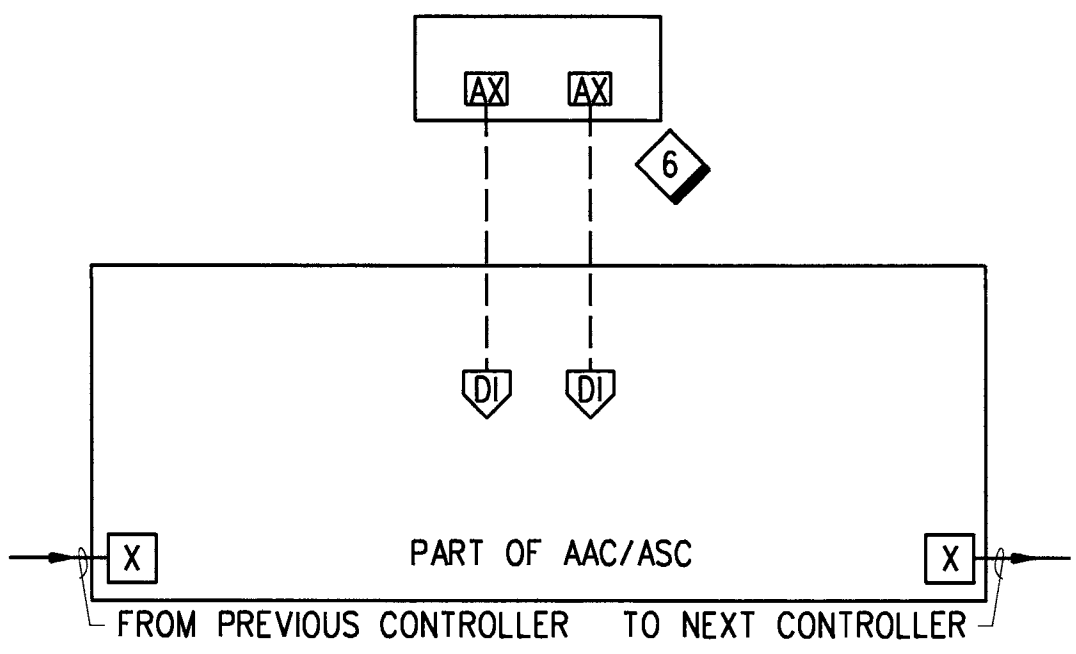 AX AX
6
DI DI
X PART OF AAC/ASC X
FROM PREVIOUS CONTROLLER TO NEXT CONTROLLER